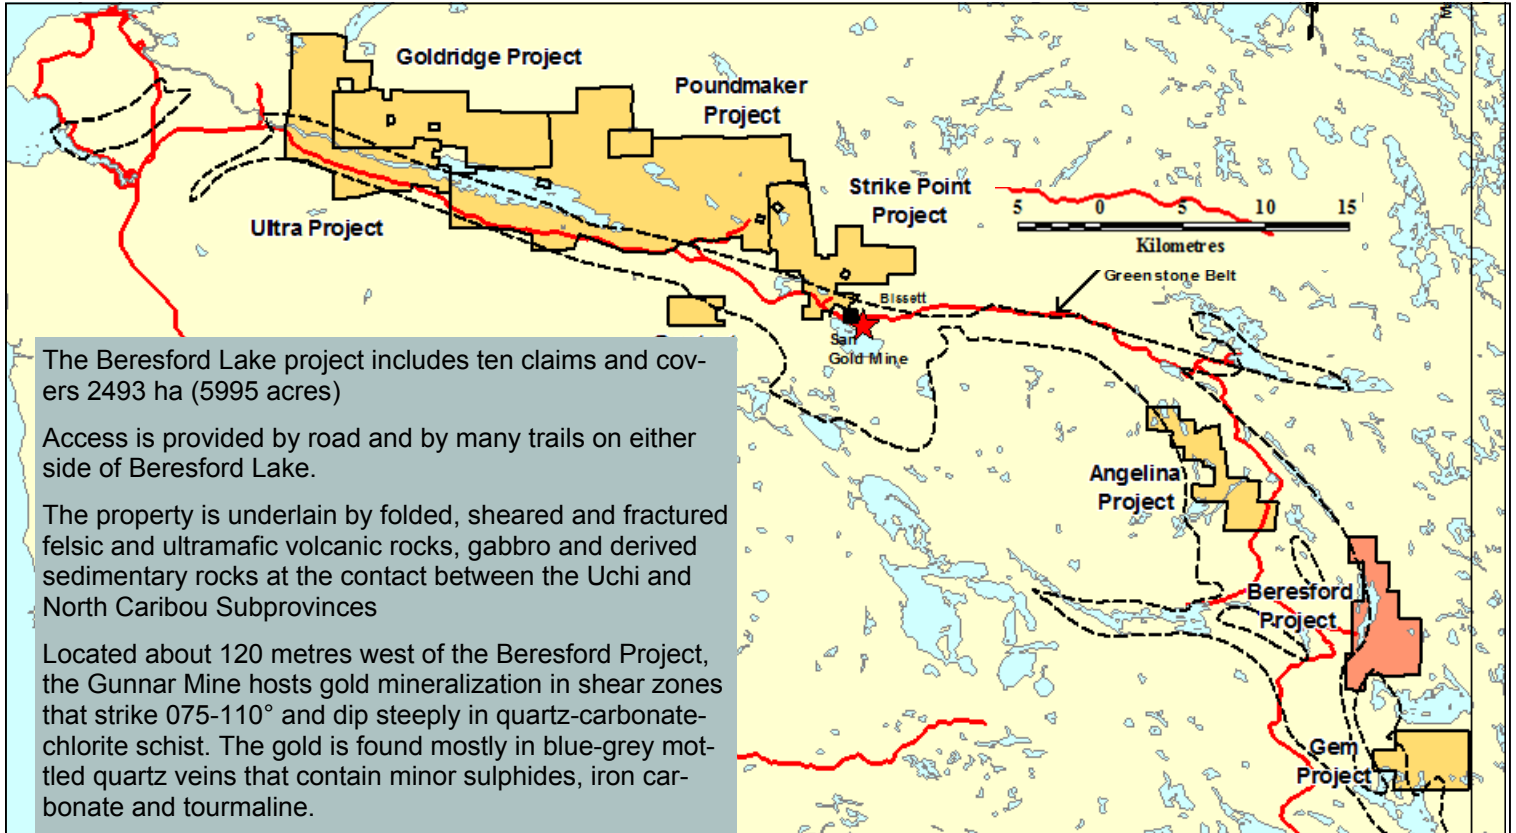 Goldridge Project
Poundmaker
Project
Strike Point
Project
Ultra Project
5 0 5 10 15
Kilometres
Greenstone Belt
Bissett
San
Gold Mine
The Beresford Lake project includes ten claims and cov-
ers 2493 ha (5995 acres)
Access is provided by road and by many trails on either
side of Beresford Lake.
The property is underlain by folded, sheared and fractured
felsic and ultramafic volcanic rocks, gabbro and derived
sedimentary rocks at the contact between the Uchi and
North Caribou Subprovinces
Located about 120 metres west of the Beresford Project,
the Gunnar Mine hosts gold mineralization in shear zones
that strike 075-110° and dip steeply in quartz-carbonate-
chlorite schist. The gold is found mostly in blue-grey mot-
tled quartz veins that contain minor sulphides, iron car-
bonate and tourmaline.
Angelina
Project
Beresford
Project
Gem
Project